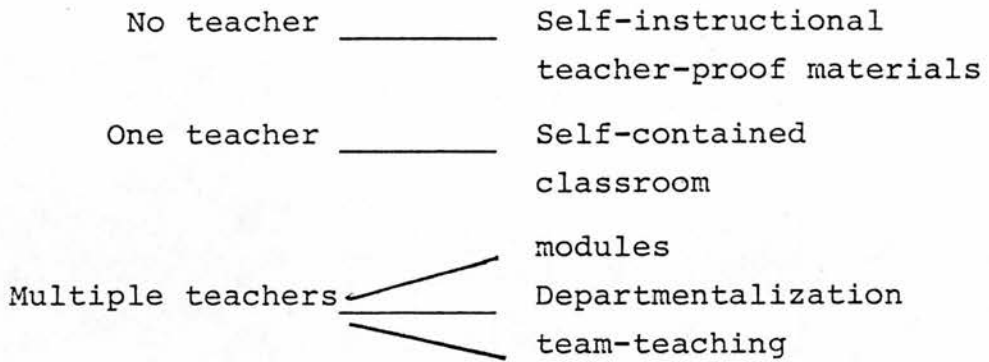 No teacher Self-instructional
teacher-proof materials
One teacher Self-contained
classroom
modules
Multiple teachers Departmentalization
team-teaching